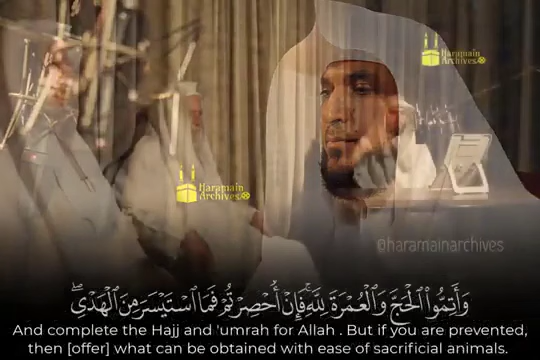 Haramain
Archives
Haramain
Archives
@haramainarchives
وَأَتِمُّوا۟ ٱلْحَجَّ وَٱلْعُمْرَةَ لِلَّهِ ۚ فَإِنْ أُحْصِرْتُمْ فَمَا ٱسْتَيْسَرَ مِنَ ٱلْهَدْىِ ۖ
And complete the Hajj and 'umrah for Allah . But if you are prevented,
then [offer] what can be obtained with ease of sacrificial animals.